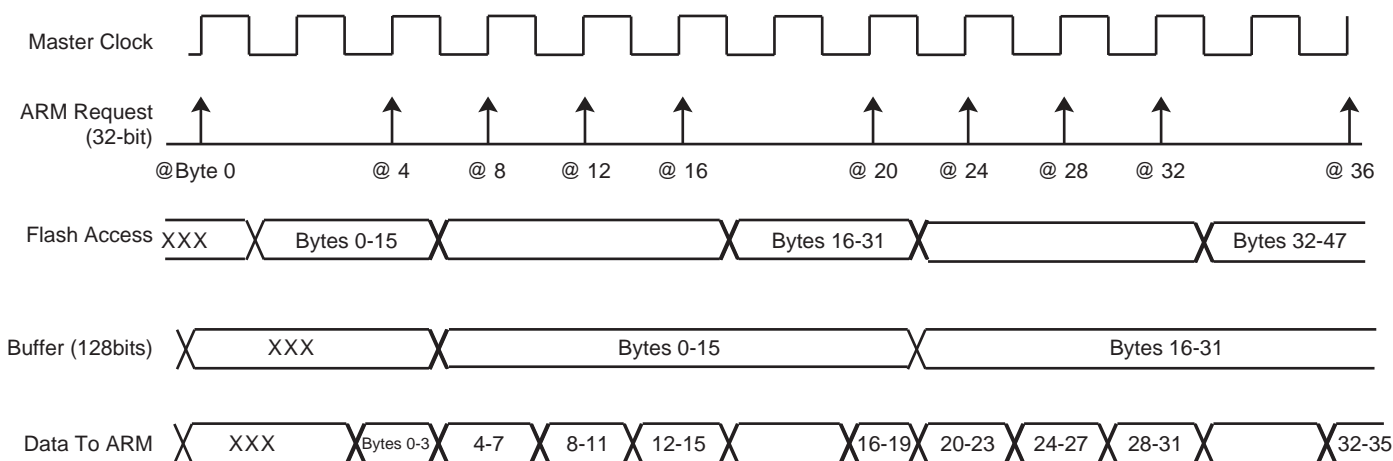 Master Clock
ARM Request
(32-bit)
@Byte 0 @ 4 @ 8 @ 12 @ 16 @ 20 @ 24 @ 28 @ 32 @ 36
Flash Access XXX Bytes 0-15 Bytes 16-31 Bytes 32-47
Buffer (128bits) XXX Bytes 0-15 Bytes 16-31
Data To ARM XXX Bytes 0-3 4-7 8-11 12-15 16-19 20-23 24-27 28-31 32-35